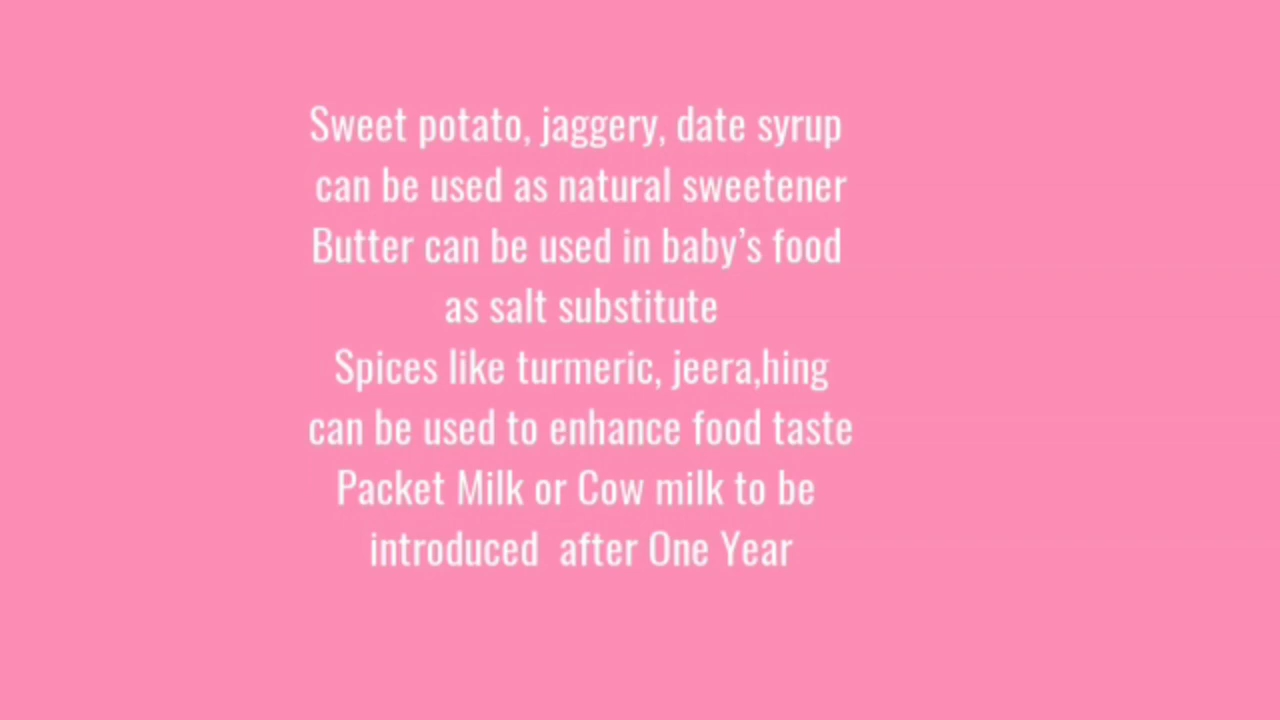 Sweet potato, jaggery, date syrup
can be used as natural sweetener
Butter can be used in baby’s food
as salt substitute
Spices like turmeric, jeera,hing
can be used to enhance food taste
Packet Milk or Cow milk to be
introduced  after One Year